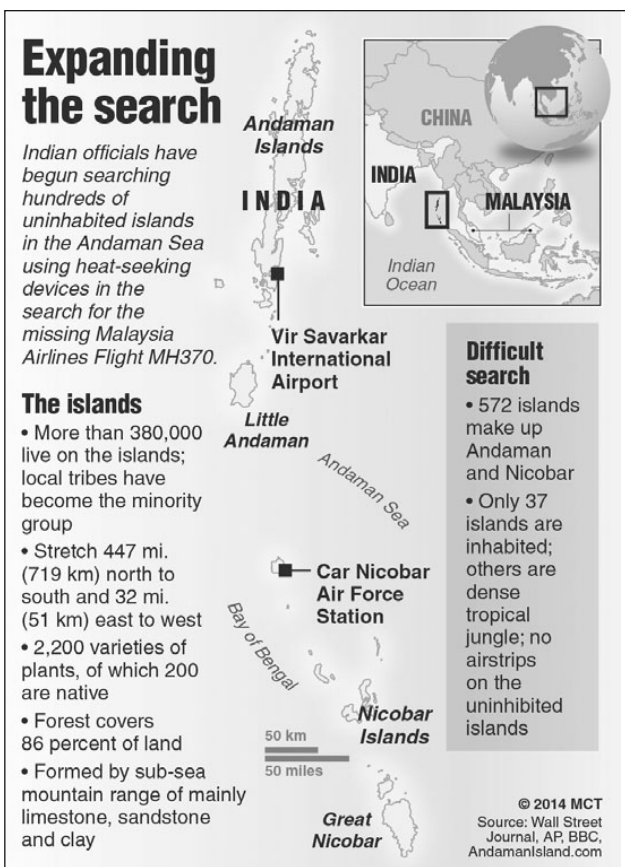 Expanding
the search
Indian officials have
begun searching
hundreds of
uninhabited islands
in the Andaman Sea
using heat-seeking
devices in the
search for the
missing Malaysia
Airlines Flight MH370.
The islands
• More than 380,000
live on the islands;
local tribes have
become the minority
group
• Stretch 447 mi.
(719 km) north to
south and 32 mi.
(51 km) east to west
• 2,200 varieties of
plants, of which 200
are native
• Forest covers
86 percent of land
• Formed by sub-sea
mountain range of mainly
limestone, sandstone
and clay
Andaman
Islands
INDIA
Vir Savarkar
International
Airport
Little
Andaman
Andaman Sea
Car Nicobar
Air Force
Station
Bay of Bengal
Nicobar
Islands
50 km
50 miles
Great
Nicobar
CHINA
INDIA
MALAYSIA
Indian
Ocean
Difficult
search
• 572 islands
make up
Andaman
and Nicobar
• Only 37
islands are
inhabited;
others are
dense
tropical
jungle; no
airstrips
on the
uninhibited
islands
© 2014 MCT
Source: Wall Street
Journal, AP, BBC,
AndamanIsland.com